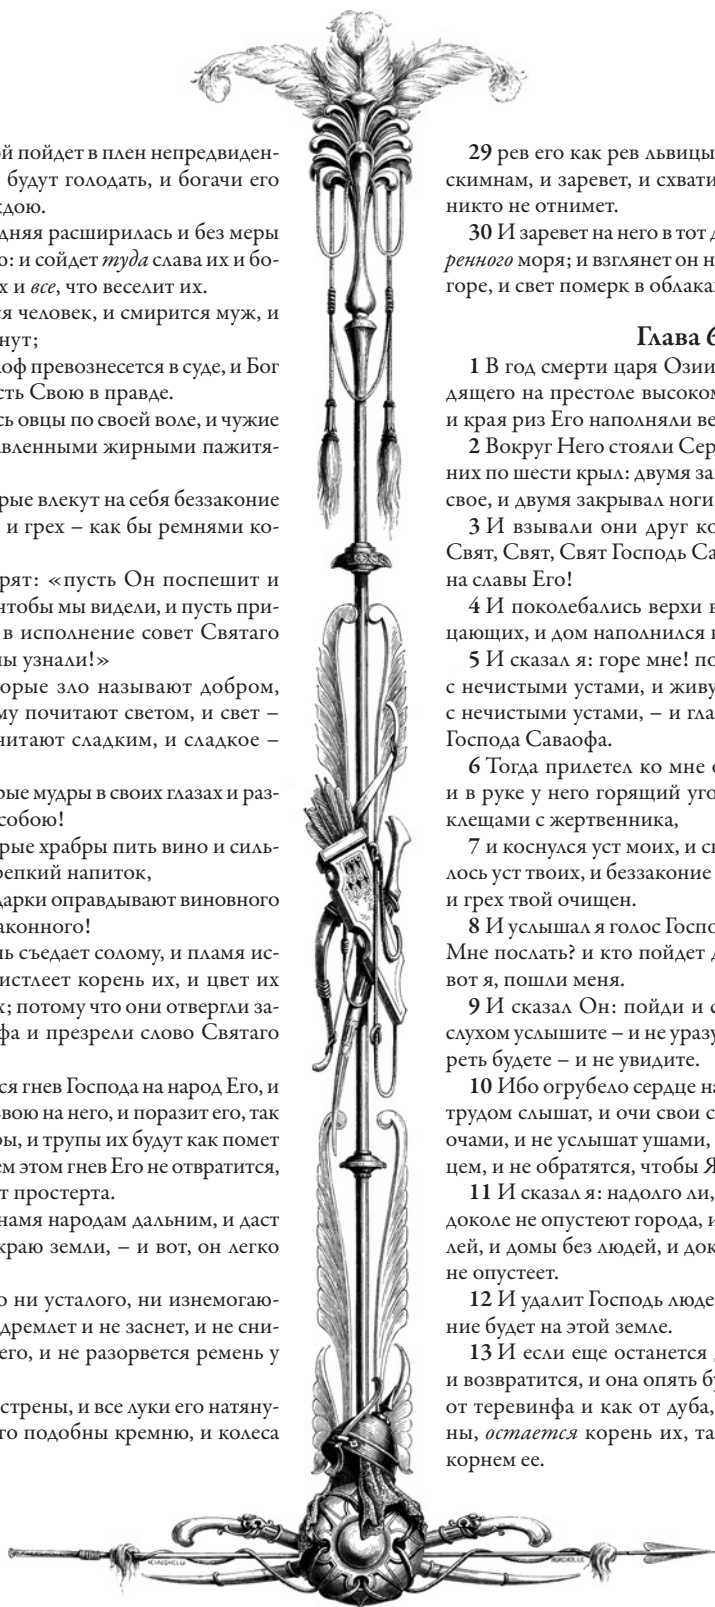 й пойдет в плен непредвиден-
будут голодать, и богачи его
ждою.
дняя расширилась и без меры
ю: и сойдет туда слава их и бо-
х и все, что веселит их.
ся человек, и смирится муж, и
нут;
оф превознесется в суде, и Бог
сть Свою в правде.
сь овцы по своей воле, и чужие
авленными жирными пажитя-
рые влекут на себя беззаконие
и грех – как бы ремнями ко-
рят: «пусть Он поспешит и
чтобы мы видели, и пусть при-
в исполнение совет Святаго
ы узнали!»
орые зло называют добром,
му почитают светом, и свет –
читают сладким, и сладкое –
рые мудры в своих глазах и раз-
собою!
рые храбры пить вино и силь-
репкий напиток,
дарки оправдывают виновного
аконного!
нь съедает солому, и пламя ис-
истлеет корень их, и цвет их
х; потому что они отвергли за-
фа и презрели слово Святаго
ся гнев Господа на народ Его, и
вою на него, и поразит его, так
ры, и трупы их будут как помет
ем этом гнев Его не отвратится,
т простерта.
намя народам дальним, и даст
краю земли, – и вот, он легко
о ни усталого, ни изнемогаю-
дремлет и не заснет, и не сни-
его, и не разорвется ремень у
стрены, и все луки его натяну-
го подобны кремню, и колеса
29 рев его как рев львицы
скимнам, и заревет, и схвати
никто не отнимет.
30 И заревет на него в тот д
ренного моря; и взглянет он н
горе, и свет померк в облака
Глава 6
1 В год смерти царя Озии
дящего на престоле высоком
и края риз Его наполняли ве
2 Вокруг Него стояли Сер
них по шести крыл: двумя за
свое, и двумя закрывал ноги
3 И взывали они друг ко
Свят, Свят, Свят Господь Са
на славы Его!
4 И поколебались верхи в
цающих, и дом наполнился к
5 И сказал я: горе мне! по
с нечистыми устами, и живу
с нечистыми устами, – и гла
Господа Саваофа.
6 Тогда прилетел ко мне о
и в руке у него горящий уго
клещами с жертвенника,
7 и коснулся уст моих, и ск
лось уст твоих, и беззаконие
и грех твой очищен.
8 И услышал я голос Госпо
Мне послать? и кто пойдет д
вот я, пошли меня.
9 И сказал Он: пойди и с
слухом услышите – и не уразу
реть будете – и не увидите.
10 Ибо огрубело сердце на
трудом слышат, и очи свои с
очами, и не услышат ушами,
цем, и не обратятся, чтобы Я
11 И сказал я: надолго ли,
доколе не опустеют города, и
лей, и домы без людей, и док
не опустеет.
12 И удалит Господь люде
ние будет на этой земле.
13 И если еще останется
и возвратится, и она опять бу
от теревинфа и как от дуба,
ны, остается корень их, та
корнем ее.